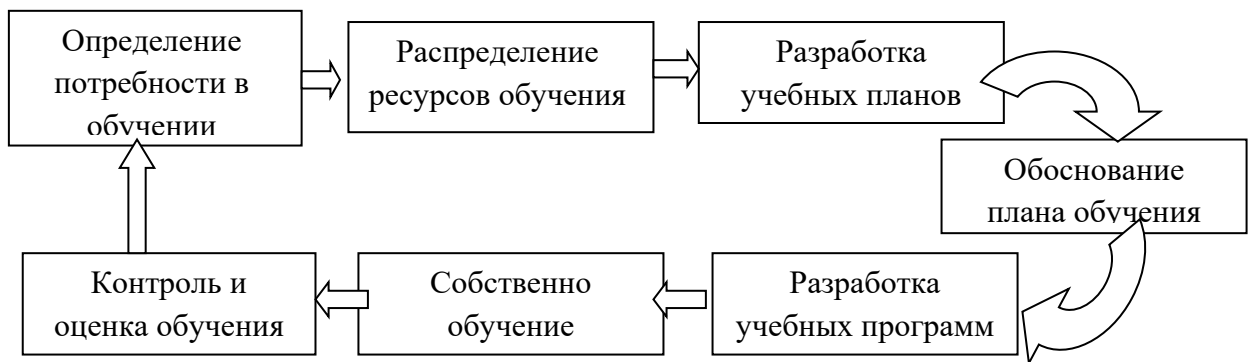 Определение
потребности в
обучении
Распределение
ресурсов обучения
Разработка
учебных планов
Обоснование
плана обучения
Разработка
учебных программ
Собственно
обучение
Контроль и
оценка обучения